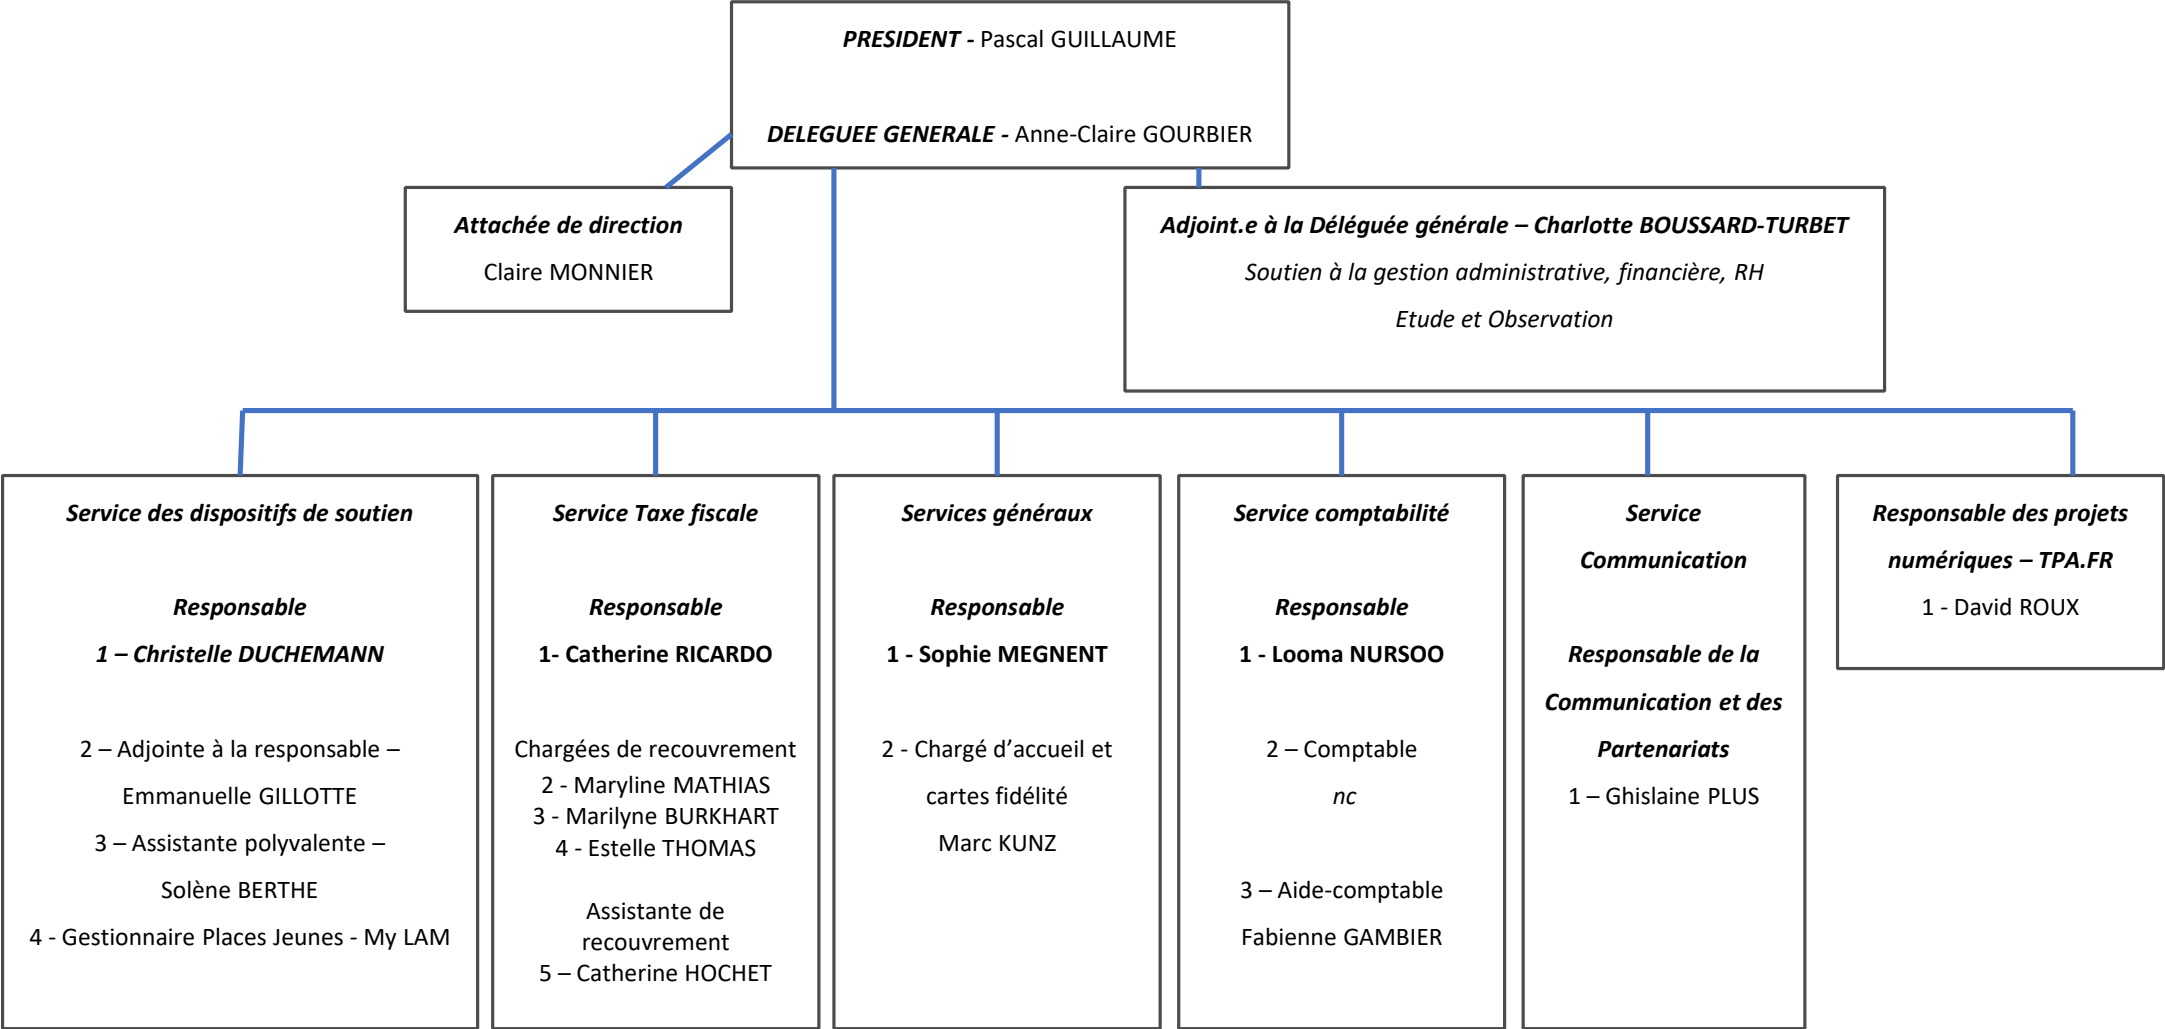 PRESIDENT - Pascal GUILLAUME
DELEGUEE GENERALE - Anne-Claire GOURBIER
Attachée de direction
Claire MONNIER
Adjoint.e à la Déléguée générale – Charlotte BOUSSARD-TURBET
Soutien à la gestion administrative, financière, RH
Etude et Observation
Service des dispositifs de soutien
Responsable
1 – Christelle DUCHEMANN
2 – Adjointe à la responsable –
Emmanuelle GILLOTTE
3 – Assistante polyvalente –
Solène BERTHE
4 - Gestionnaire Places Jeunes - My LAM
Service Taxe fiscale
Responsable
1- Catherine RICARDO
Chargées de recouvrement
2 - Maryline MATHIAS
3 - Marilyne BURKHART
4 - Estelle THOMAS
Assistante de
recouvrement
5 – Catherine HOCHET
Services généraux
Responsable
1 - Sophie MEGNENT
2 - Chargé d’accueil et
cartes fidélité
Marc KUNZ
Service comptabilité
Responsable
1 - Looma NURSOO
2 – Comptable
nc
3 – Aide-comptable
Fabienne GAMBIER
Service
Communication
Responsable de la
Communication et des
Partenariats
1 – Ghislaine PLUS
Responsable des projets
numériques – TPA.FR
1 - David ROUX